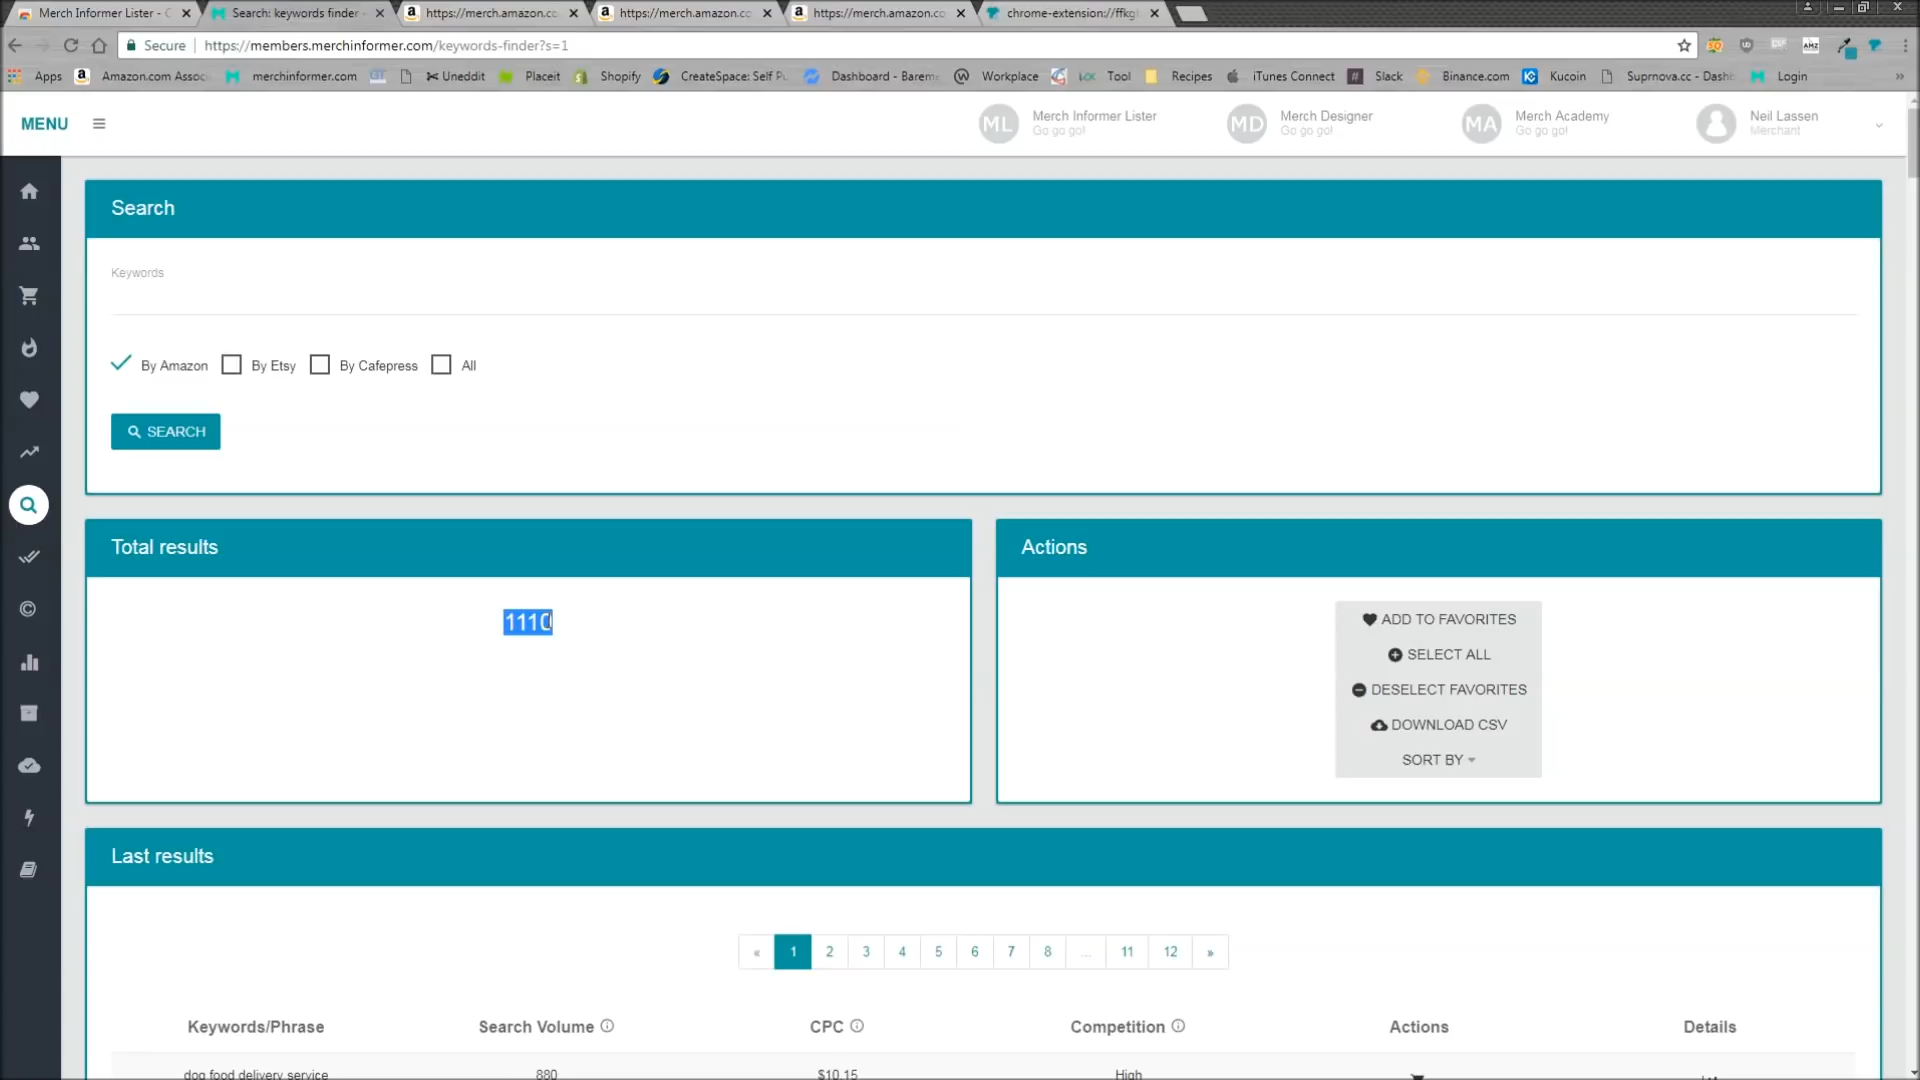 Merch Informer Lister - C
Search: keywords finder -
https://merch.amazon.co
https://merch.amazon.co
https://merch.amazon.co
chrome-extension://ffkg
Secure
https://members.merchinformer.com/keywords-finder?s=1
Apps
Amazon.com Assoc
merchinformer.com
Uneddit
Placeit
Shopify
CreateSpace: Self Pu
Dashboard - Barem
Workplace
Tool
Recipes
iTunes Connect
Slack
Binance.com
Kucoin
Suprnova.cc - Dash
Login
»
MENU
ML
Merch Informer Lister
Go go go!
MD
Merch Designer
Go go go!
MA
Merch Academy
Go go go!
Neil Lassen
Merchant
Search
Keywords
By Amazon
By Etsy
By Cafepress
All
SEARCH
Total results
Actions
1110
ADD TO FAVORITES
SELECT ALL
DESELECT FAVORITES
DOWNLOAD CSV
SORT BY
Last results
« 1 2 3 4 5 6 7 8 ... 11 12 »
Keywords/Phrase Search Volume CPC Competition Actions Details
dog food delivery service 880 $10.15 High